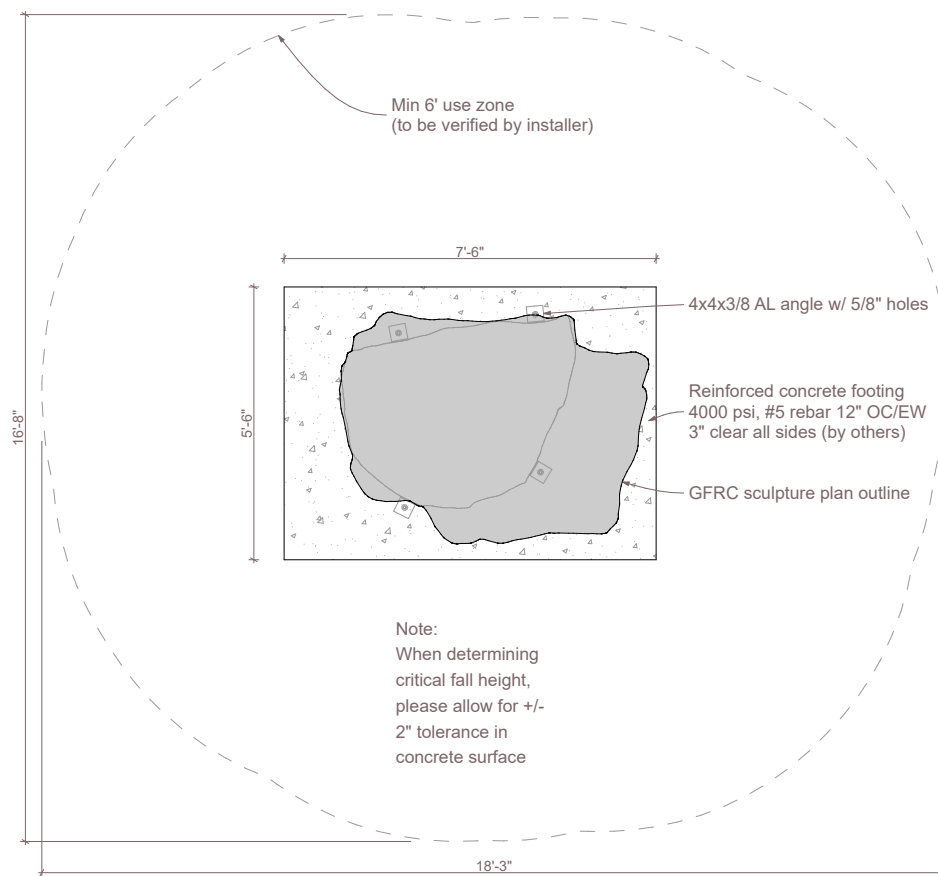 Min 6' use zone
(to be verified by installer)
7'-6"
4x4x3/8 AL angle w/ 5/8" holes
Reinforced concrete footing
4000 psi, #5 rebar 12" OC/EW
3" clear all sides (by others)
5'-6"
16'-8"
GFRC sculpture plan outline
Note:
When determining
critical fall height,
please allow for +/-
2" tolerance in
concrete surface
18'-3"